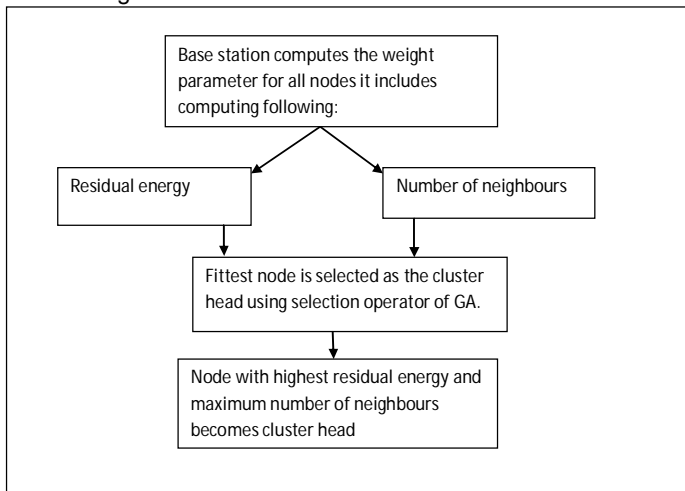 Base station computes the weight
parameter for all nodes it includes
computing following:
Residual energy
Number of neighbours
Fittest node is selected as the cluster
head using selection operator of GA.
Node with highest residual energy and
maximum number of neighbours
becomes cluster head